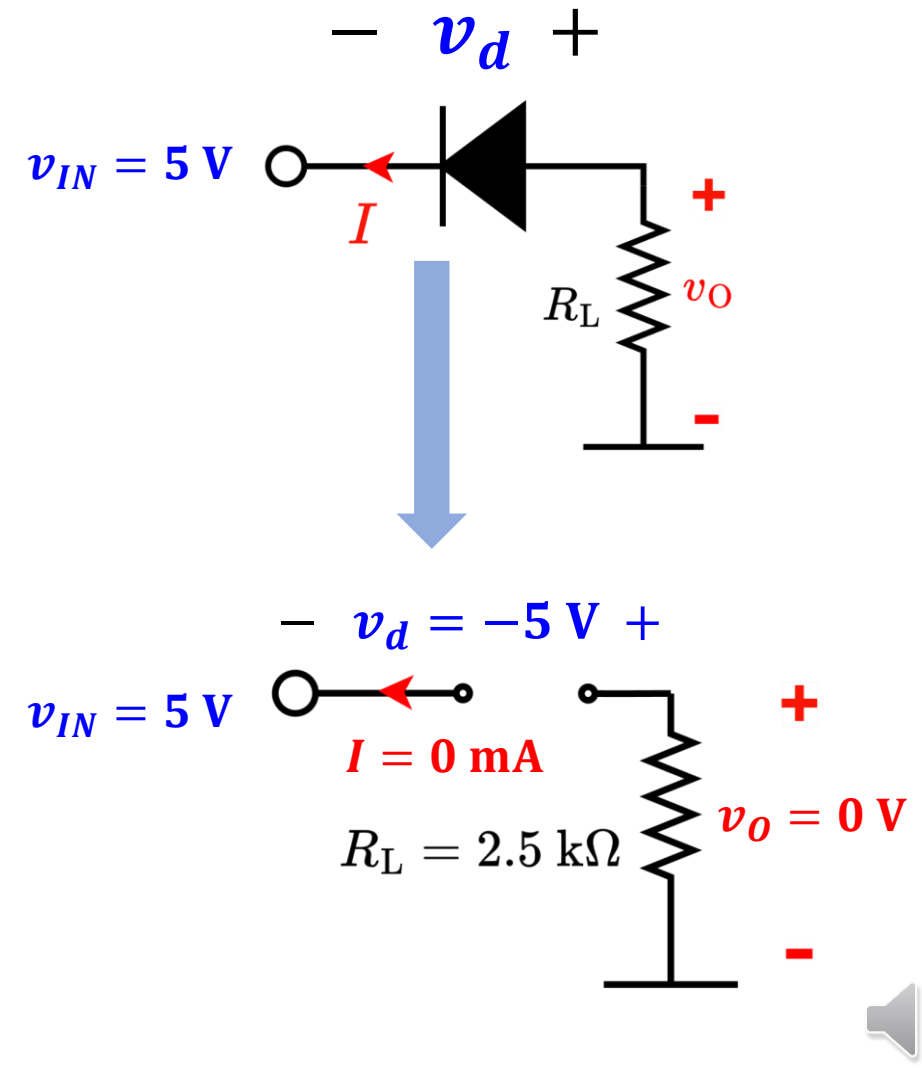 − v_d +
v_IN = 5 V
I
+
R_L
v_O
-
− v_d = −5 V +
v_IN = 5 V
I = 0 mA
+
R_L = 2.5 kΩ
v_O = 0 V
-